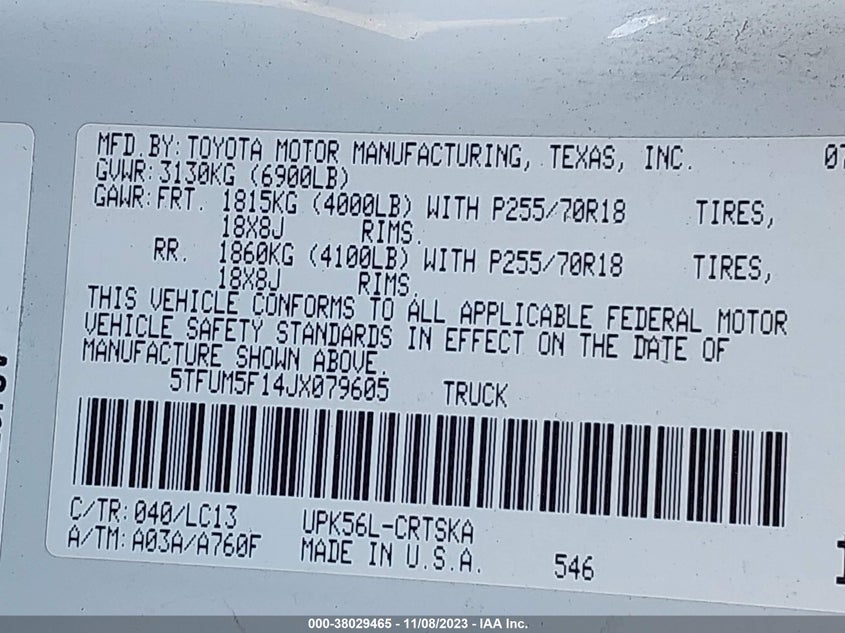 MFD.BY:TOYOTA MOTOR MANUFACTURING, TEXAS, INC. 07
GVWR:3130KG (6900LB)
GAWR:FRT. 1815KG (4000LB) WITH P255/70R18 TIRES,
18X8J RIMS.
RR. 1860KG (4100LB) WITH P255/70R18 TIRES,
18X8J RIMS.
THIS VEHICLE CONFORMS TO ALL APPLICABLE FEDERAL MOTOR
VEHICLE SAFETY STANDARDS IN EFFECT ON THE DATE OF
MANUFACTURE SHOWN ABOVE.
5TFUM5F14JX079605 TRUCK
C/TR:040/LC13 UPK56L-CRTSKA
A/TM:A03A/A760F MADE IN U.S.A. 546
000-38029465 - 11/08/2023 - IAA Inc.